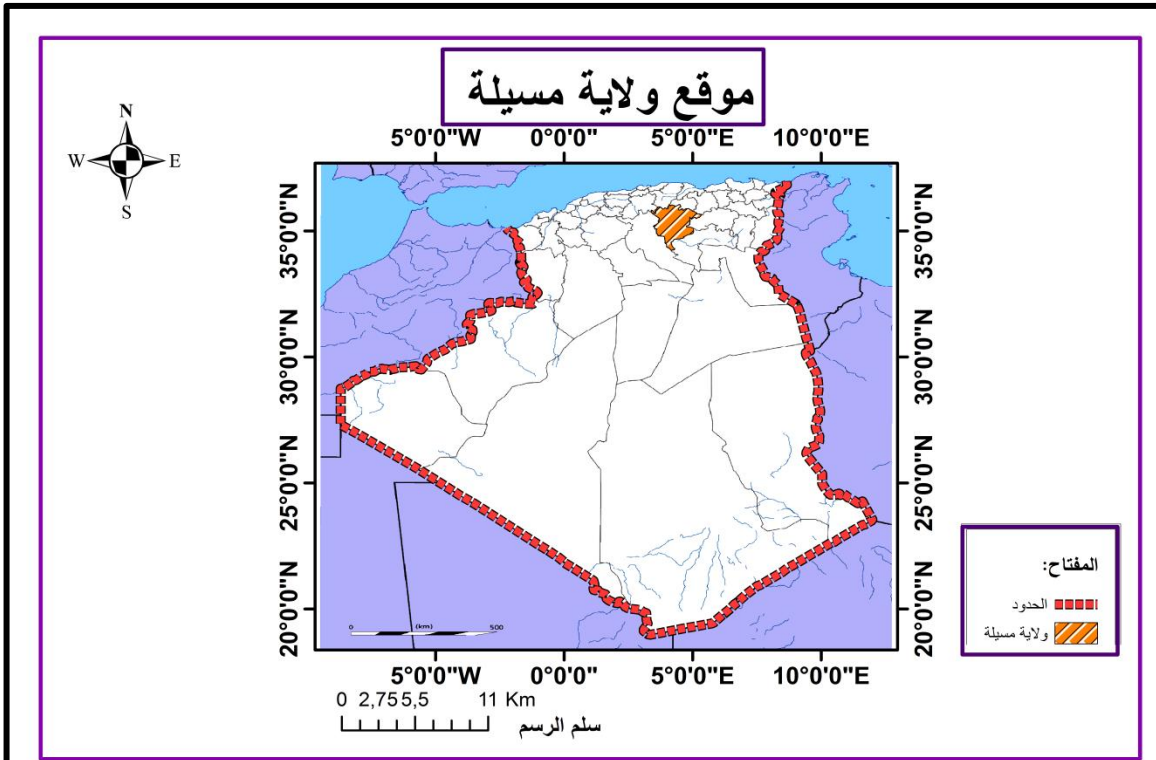 موقع ولاية مسيلة
N
W E
S
5°0'0"W 0°0'0" 5°0'0"E 10°0'0"E
35°0'0"N 35°0'0"N
30°0'0"N 30°0'0"N
25°0'0"N 25°0'0"N
20°0'0"N 20°0'0"N
0 (km) 500
5°0'0"W 0°0'0" 5°0'0"E 10°0'0"E
المفتاح:
الحدود
ولاية مسيلة
0 2,75 5,5 11 Km
سلم الرسم